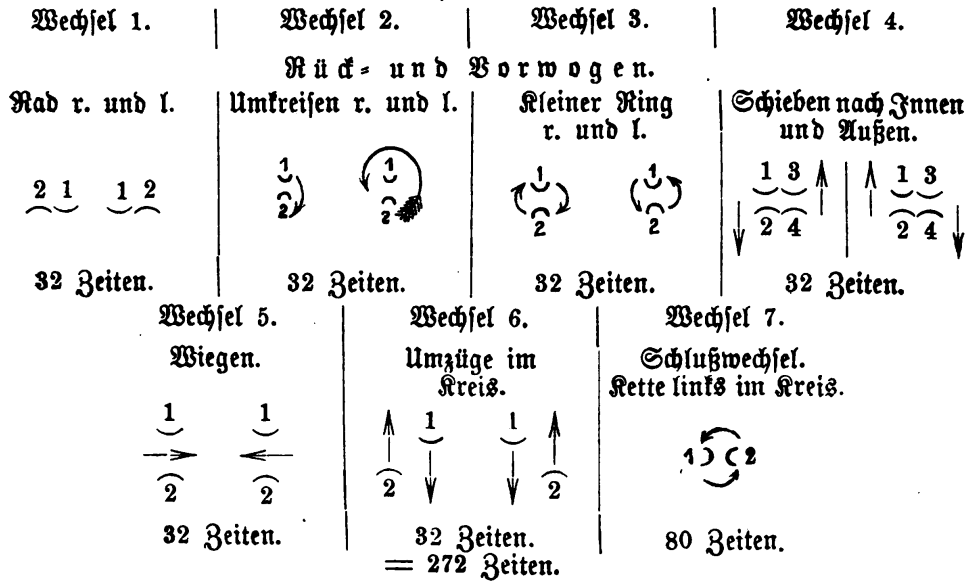 Wechsel 1. Wechsel 2. Wechsel 3. Wechsel 4.
Rück- und Vorwogen.
Rad r. und l. Umkreisen r. und l. Kleiner Ring r. und l. Schieben nach Innen und Außen.
2 1 1 2
1 2
1 2
1 2
1 2
1 3
2 4
1 3
2 4
32 Zeiten. 32 Zeiten. 32 Zeiten. 32 Zeiten.
Wechsel 5. Wechsel 6. Wechsel 7.
Wiegen. Umzüge im Kreis. Schlußwechsel. Kette links im Kreis.
1 1
2 2
1 1
2 2
1 2
32 Zeiten. 32 Zeiten. 80 Zeiten.
= 272 Zeiten.